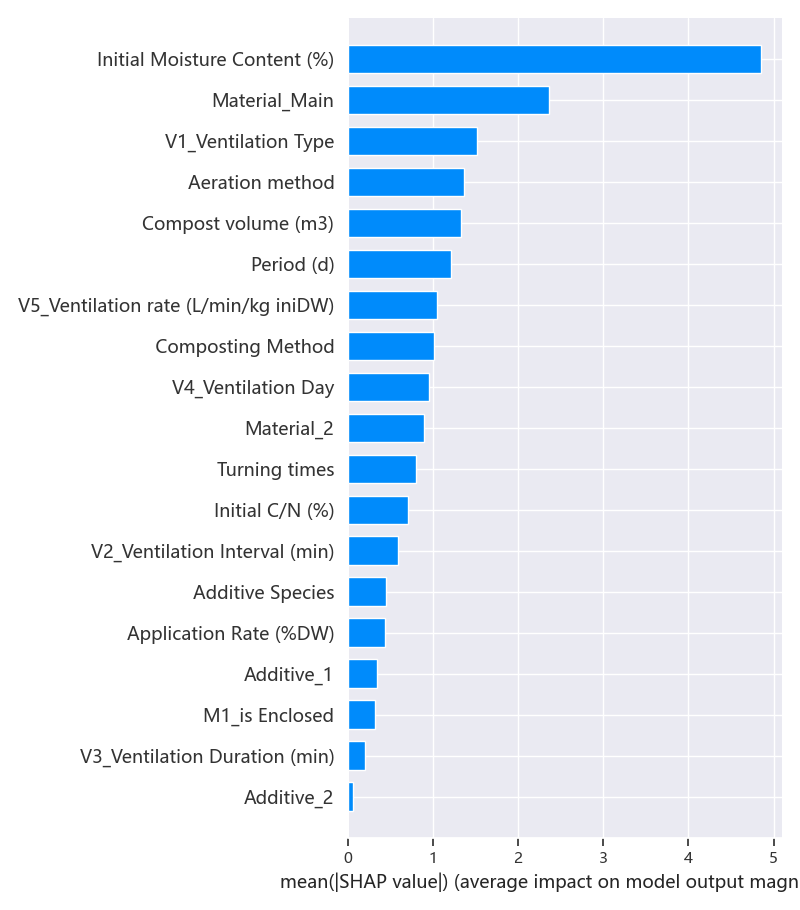 Initial Moisture Content (%)
Material_Main
V1_Ventilation Type
Aeration method
Compost volume (m3)
Period (d)
V5_Ventilation rate (L/min/kg iniDW)
Composting Method
V4_Ventilation Day
Material_2
Turning times
Initial C/N (%)
V2_Ventilation Interval (min)
Additive Species
Application Rate (%DW)
Additive_1
M1_is Enclosed
V3_Ventilation Duration (min)
Additive_2
0 1 2 3 4 5
mean(|SHAP value|) (average impact on model output magn